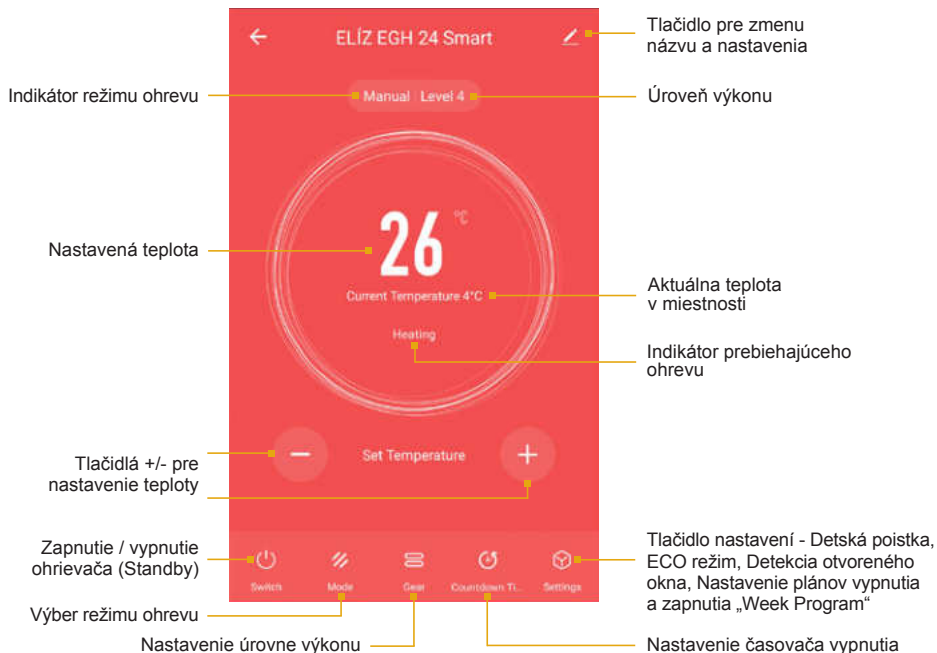 ELÍZ EGH 24 Smart
Tlačidlo pre zmenu
názvu a nastavenia
Indikátor režimu ohrevu
Manual | Level 4
Úroveň výkonu
Nastavená teplota
26 °C
Current Temperature 4°C
Aktuálna teplota
v miestnosti
Heating
Indikátor prebiehajúceho
ohrevu
Set Temperature
Tlačidlá +/- pre
nastavenie teploty
Zapnutie / vypnutie
ohrievača (Standby)
Switch
Mode
Gear
Countdown Ti...
Settings
Tlačidlo nastavení - Detská poistka,
ECO režim, Detekcia otvoreného
okna, Nastavenie plánov vypnutia
a zapnutia „Week Program“
Výber režimu ohrevu
Nastavenie úrovne výkonu
Nastavenie časovača vypnutia